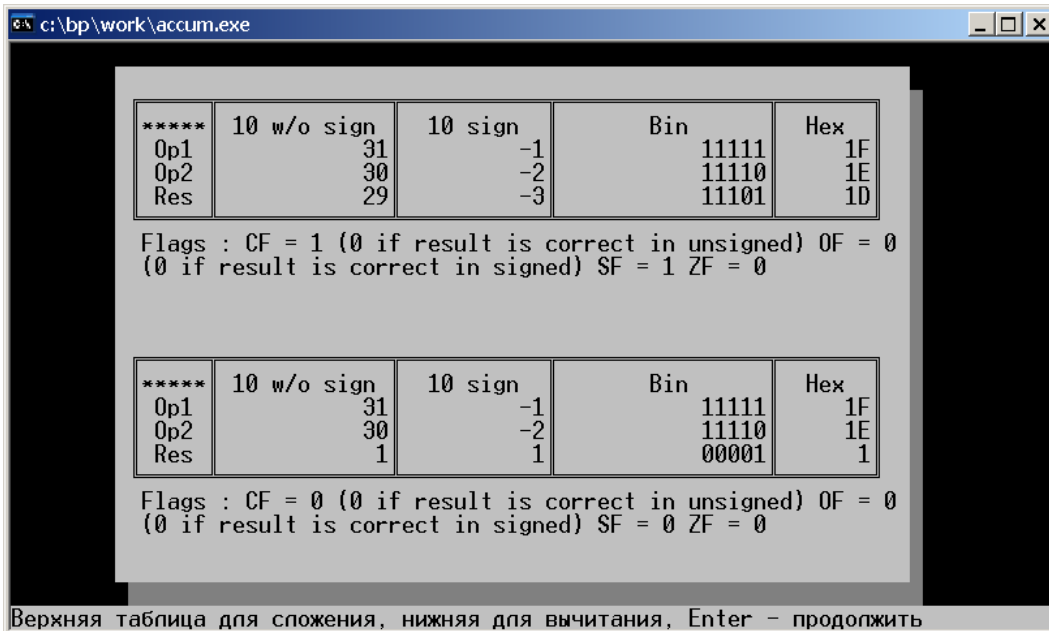 c:\bp\work\accum.exe
***** 10 w/o sign 10 sign Bin Hex
Op1 31 -1 11111 1F
Op2 30 -2 11110 1E
Res 29 -3 11101 1D
Flags : CF = 1 (0 if result is correct in unsigned) OF = 0
(0 if result is correct in signed) SF = 1 ZF = 0
***** 10 w/o sign 10 sign Bin Hex
Op1 31 -1 11111 1F
Op2 30 -2 11110 1E
Res 1 1 00001 1
Flags : CF = 0 (0 if result is correct in unsigned) OF = 0
(0 if result is correct in signed) SF = 0 ZF = 0
Верхняя таблица для сложения, нижняя для вычитания, Enter - продолжить